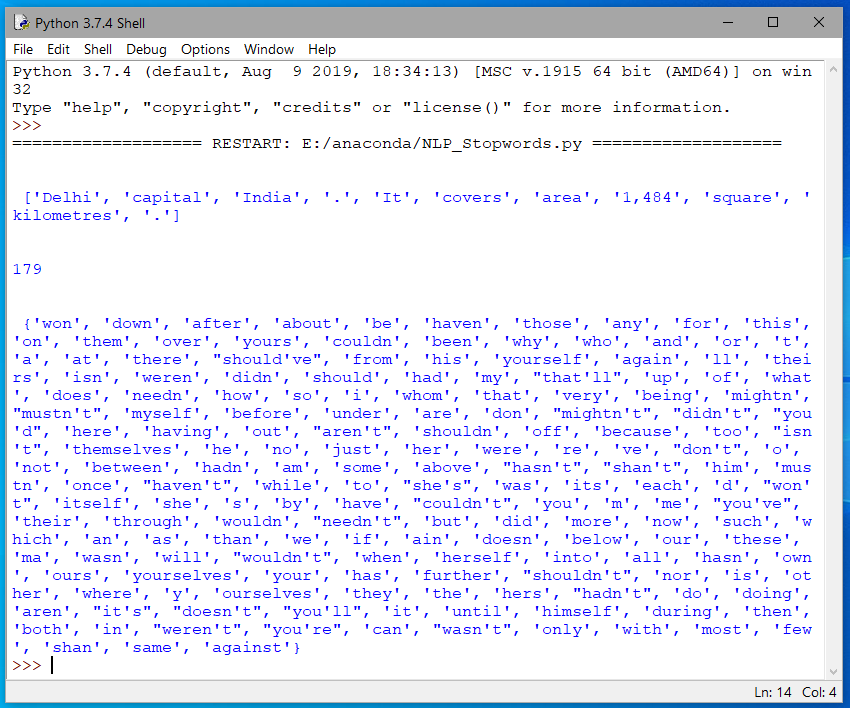 Python 3.7.4 Shell
File Edit Shell Debug Options Window Help
Python 3.7.4 (default, Aug  9 2019, 18:34:13) [MSC v.1915 64 bit (AMD64)] on win
32
Type "help", "copyright", "credits" or "license()" for more information.
>>>
=================== RESTART: E:/anaconda/NLP_Stopwords.py ===================
['Delhi', 'capital', 'India', '.', 'It', 'covers', 'area', '1,484', 'square', '
kilometres', '.']
179
{'won', 'down', 'after', 'about', 'be', 'haven', 'those', 'any', 'for', 'this',
'on', 'them', 'over', 'yours', 'couldn', 'been', 'why', 'who', 'and', 'or', 't',
'a', 'at', 'there', "should've", 'from', 'his', 'yourself', 'again', 'll', 'thei
rs', 'isn', 'weren', 'didn', 'should', 'had', 'my', "that'll", 'up', 'of', 'what
', 'does', 'needn', 'how', 'so', 'i', 'whom', 'that', 'very', 'being', 'mightn',
"mustn't", 'myself', 'before', 'under', 'are', 'don', "mightn't", "didn't", "you
'd", 'here', 'having', 'out', "aren't", 'shouldn', 'off', 'because', 'too', "isn
't", 'themselves', 'he', 'no', 'just', 'her', 'were', 're', 've', "don't", 'o',
'not', 'between', 'hadn', 'am', 'some', 'above', "hasn't", "shan't", 'him', 'mus
tn', 'once', "haven't", 'while', 'to', "she's", 'was', 'its', 'each', 'd', "won'
t", 'itself', 'she', 's', 'by', 'have', "couldn't", 'you', 'm', 'me', "you've",
'their', 'through', 'wouldn', "needn't", 'but', 'did', 'more', 'now', 'such', 'w
hich', 'an', 'as', 'than', 'we', 'if', 'ain', 'doesn', 'below', 'our', 'these',
'ma', 'wasn', 'will', "wouldn't", 'when', 'herself', 'into', 'all', 'hasn', 'own
', 'ours', 'yourselves', 'your', 'has', 'further', "shouldn't", 'nor', 'is', 'ot
her', 'where', 'y', 'ourselves', 'they', 'the', 'hers', "hadn't", 'do', 'doing',
'aren', "it's", "doesn't", "you'll", 'it', 'until', 'himself', 'during', 'then',
'both', 'in', "weren't", "you're", 'can', "wasn't", 'only', 'with', 'most', 'few
', 'shan', 'same', 'against'}
>>>
Ln: 14 Col: 4